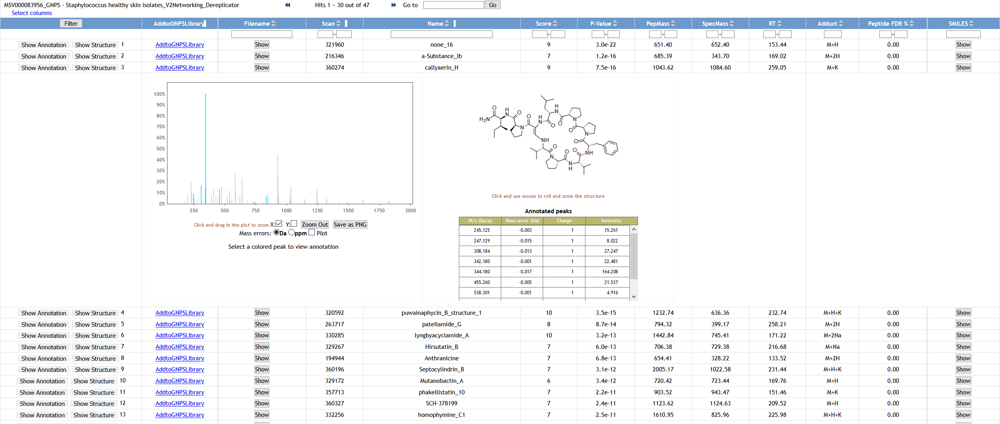 MSV000083956_GNPS - Staphylococcus healthy skin isolates_V2Networking_Dereplicator Hits 1 ~ 30 out of 47 Go to Go
Select columns
Filter AddtoGNPSLibrary Filename Scan Name Score P-Value PepMass SpecMass RT Adduct Peptide FDR % SMILES
~ ~ ~ ~ ~ ~ ~
Show Annotation Show Structure 1 AddtoGNPSLibrary Show 321960 none_16 9 3.0e-22 651.40 652.40 153.44 M+H 0.00 Show
Show Annotation Show Structure 2 AddtoGNPSLibrary Show 216346 a-Substance_Ib 7 1.2e-16 685.39 343.70 169.02 M+2H 0.00 Show
Show Annotation Show Structure 3 AddtoGNPSLibrary Show 360274 callyaerin_H 9 7.5e-16 1043.62 1084.60 259.05 M+K 0.00 Show
100%
90%
80%
70%
60%
50%
40%
30%
20%
10%
0%
250 500 750 1000 1250 1500 1750 2000
Click and drag in the plot to zoom X: Y: Zoom Out Save as PNG
Mass errors: Da ppm Plot
Select a colored peak to view annotation
H
O H NH
H2N N O O H O N
N N O O N
O N
NH O
O O O NH
N N
H
Click and use mouse to roll and zoom the structure
Annotated peaks
M/z (Da/e) Mass error (Da) Charge Intensity
245.125 -0.003 1 15.261
247.129 -0.015 1 8.022
308.184 -0.013 1 27.247
342.180 -0.001 1 22.481
344.180 -0.017 1 164.208
455.260 -0.005 1 21.537
538.301 -0.001 1 4.916
Show Annotation Show Structure 4 AddtoGNPSLibrary Show 320592 puwainaphycin_B_structure_1 10 3.5e-15 1232.74 636.36 232.74 M+H+K 0.00 Show
Show Annotation Show Structure 5 AddtoGNPSLibrary Show 263717 patellamide_G 8 8.7e-14 794.32 399.17 258.21 M+2H 0.00 Show
Show Annotation Show Structure 6 AddtoGNPSLibrary Show 330285 lyngbyacyclamide_A 10 3.2e-13 1442.84 745.41 171.22 M+2Na 0.00 Show
Show Annotation Show Structure 7 AddtoGNPSLibrary Show 329267 Hirsutatin_B 7 6.0e-13 706.38 729.38 216.68 M+Na 0.00 Show
Show Annotation Show Structure 8 AddtoGNPSLibrary Show 194944 Anthranicine 7 6.8e-13 654.41 328.22 133.52 M+2H 0.00 Show
Show Annotation Show Structure 9 AddtoGNPSLibrary Show 360196 Septocylindrin_B 7 3.1e-12 2005.17 1022.58 231.44 M+H+K 0.00 Show
Show Annotation Show Structure 10 AddtoGNPSLibrary Show 329172 Mutanobactin_A 6 3.4e-12 720.42 723.44 169.76 M+H 0.00 Show
Show Annotation Show Structure 11 AddtoGNPSLibrary Show 357713 phakellistatin_10 7 2.2e-11 903.52 943.47 151.46 M+K 0.00 Show
Show Annotation Show Structure 12 AddtoGNPSLibrary Show 360327 SCH-378199 7 2.4e-11 1123.62 1124.63 209.52 M+H 0.00 Show
Show Annotation Show Structure 13 AddtoGNPSLibrary Show 332256 homophymine_C1 7 2.5e-11 1610.95 825.96 225.98 M+H+K 0.00 Show